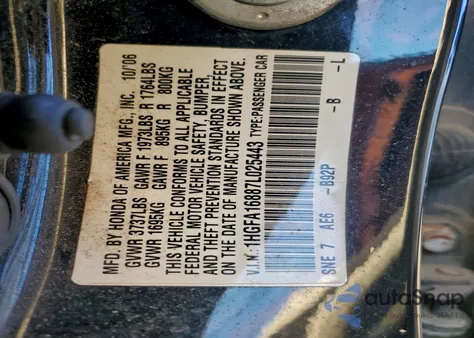 MFD. BY HONDA OF AMERICA MFG., INC. 10/06
GVWR 3737LBS GAWR F 1973LBS R 1764LBS
GVWR 1695KG GAWR F 895KG R 800KG
THIS VEHICLE CONFORMS TO ALL APPLICABLE
FEDERAL MOTOR VEHICLE SAFETY, BUMPER,
AND THEFT PREVENTION STANDARDS IN EFFECT
ON THE DATE OF MANUFACTURE SHOWN ABOVE.
V.I.N.: 1HGFA16887L025443 TYPE:PASSENGER CAR
SNE 7 AE6 -B92P -B -L
autoSnap